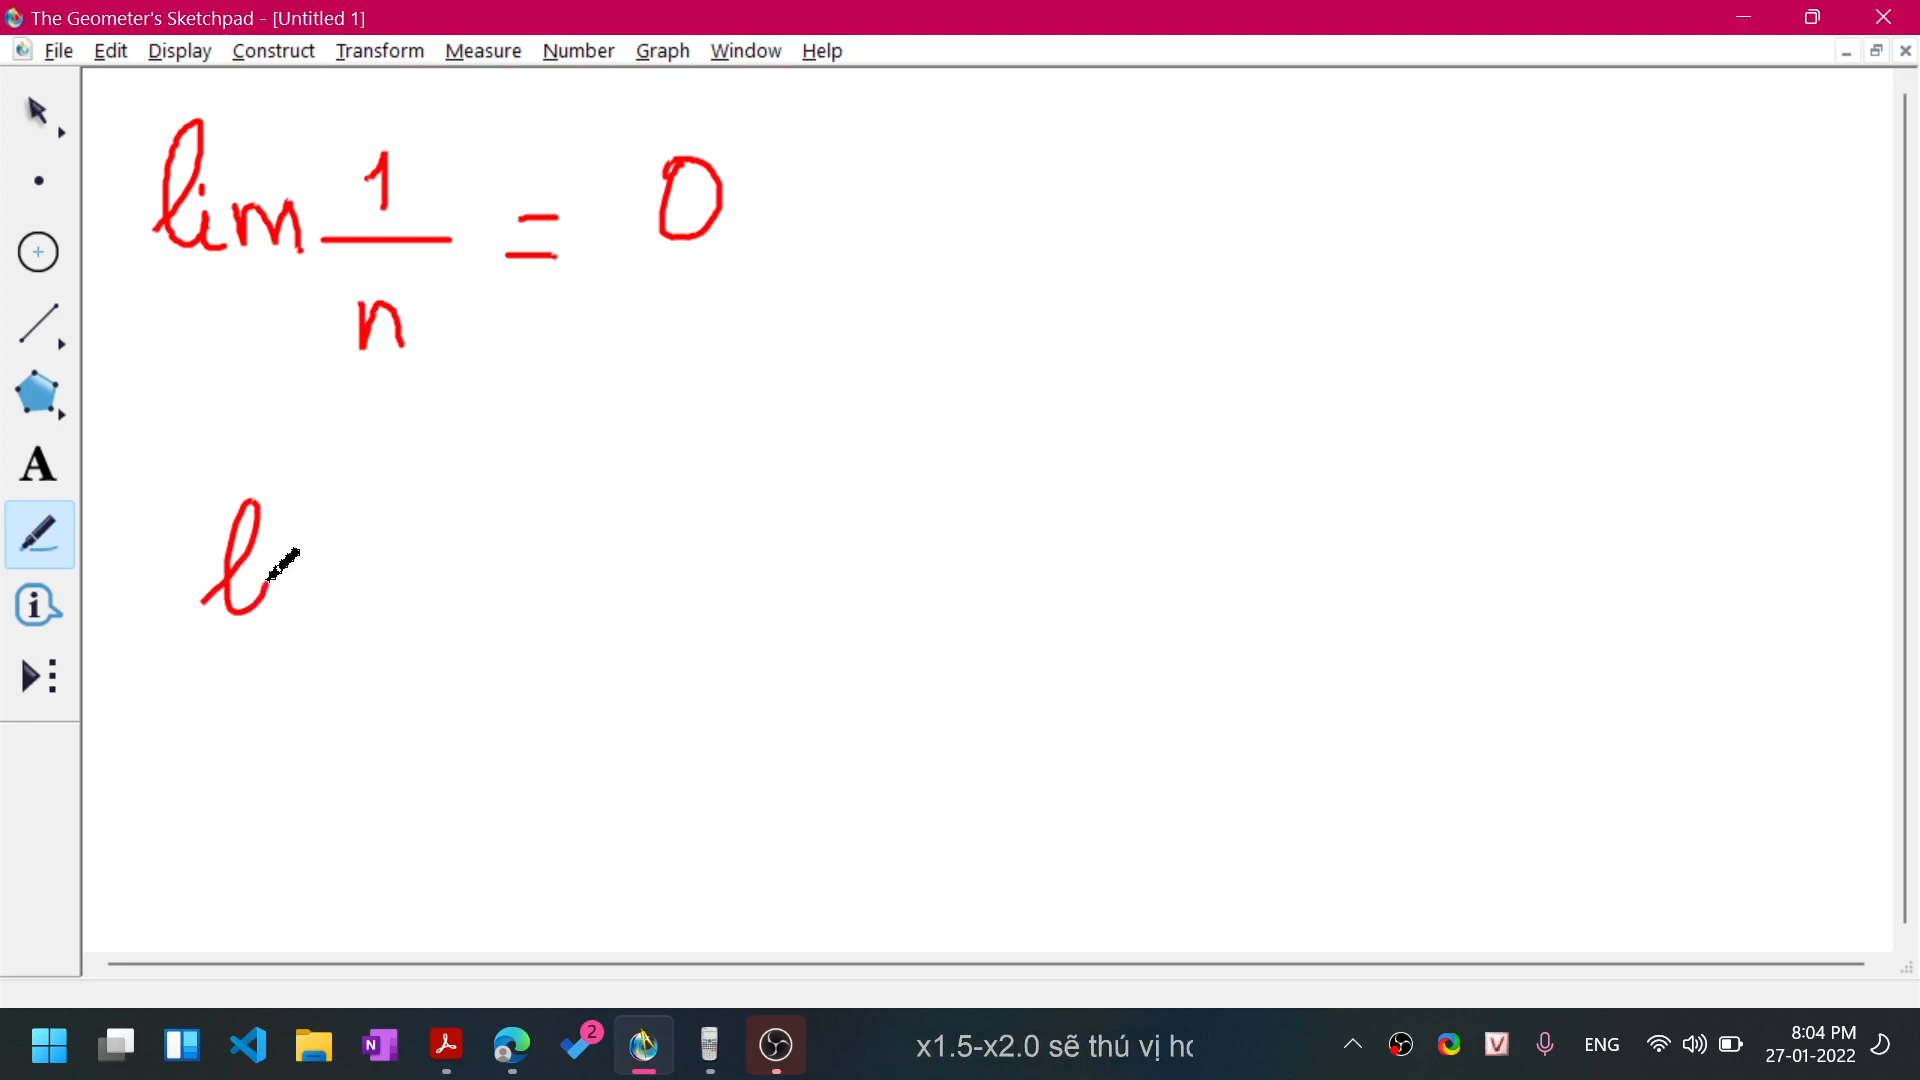 The Geometer's Sketchpad - [Untitled 1]
File Edit Display Construct Transform Measure Number Graph Window Help
lim 1/n = 0
l
A
i
N
2
x1.5-x2.0 sẽ thú vị hơ
V
ENG
8:04 PM
27-01-2022